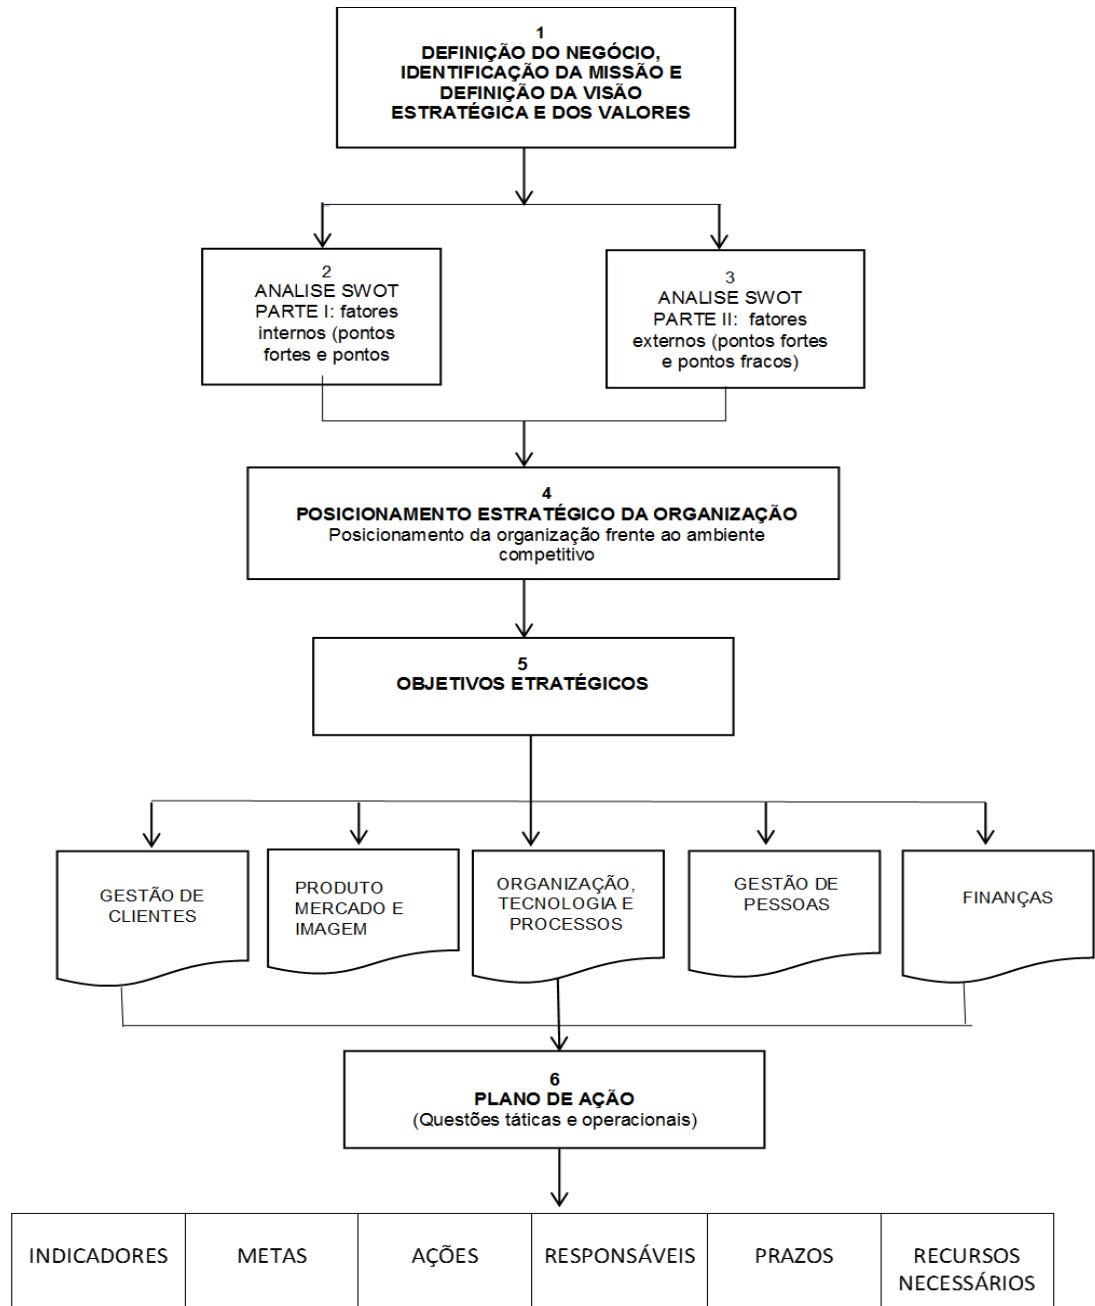 1
DEFINIÇÃO DO NEGÓCIO,
IDENTIFICAÇÃO DA MISSÃO E
DEFINIÇÃO DA VISÃO
ESTRATÉGICA E DOS VALORES
2
ANALISE SWOT
PARTE I: fatores
internos (pontos
fortes e pontos
3
ANALISE SWOT
PARTE II: fatores
externos (pontos fortes
e pontos fracos)
4
POSICIONAMENTO ESTRATÉGICO DA ORGANIZAÇÃO
Posicionamento da organização frente ao ambiente
competitivo
5
OBJETIVOS ETRATÉGICOS
GESTÃO DE
CLIENTES
PRODUTO
MERCADO E
IMAGEM
ORGANIZAÇÃO,
TECNOLOGIA E
PROCESSOS
GESTÃO DE
PESSOAS
FINANÇAS
6
PLANO DE AÇÃO
(Questões táticas e operacionais)
INDICADORES
METAS
AÇÕES
RESPONSÁVEIS
PRAZOS
RECURSOS
NECESSÁRIOS